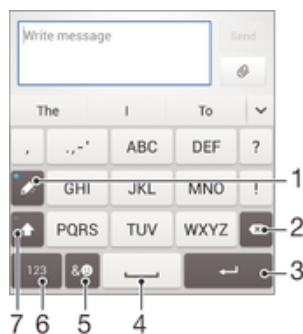 Write message
Send
The I To
, .,-' ABC DEF ?
GHI JKL MNO !
PQRS TUV WXYZ
123 &
1
2
3
7 6 5 4